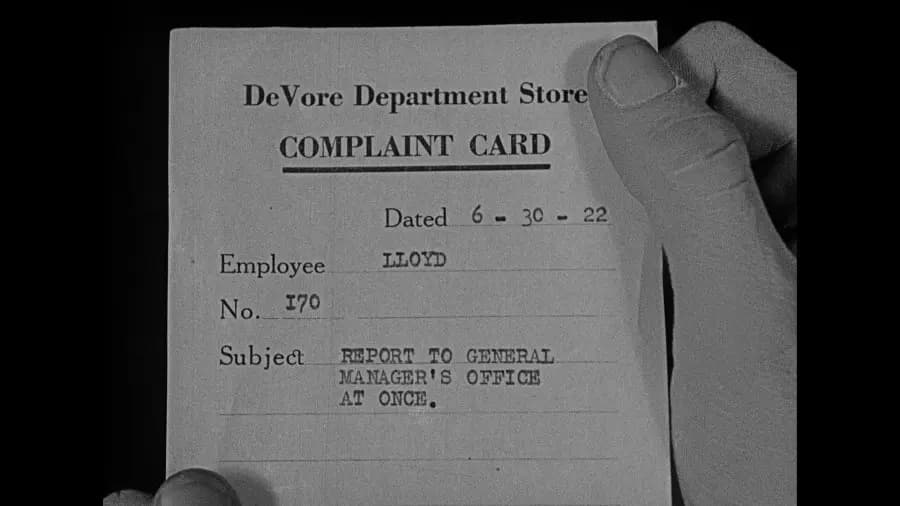 DeVore Department Store
COMPLAINT CARD
Dated 6 - 30 - 22
Employee LLOYD
No. 170
Subject REPORT TO GENERAL
MANAGER'S OFFICE
AT ONCE.